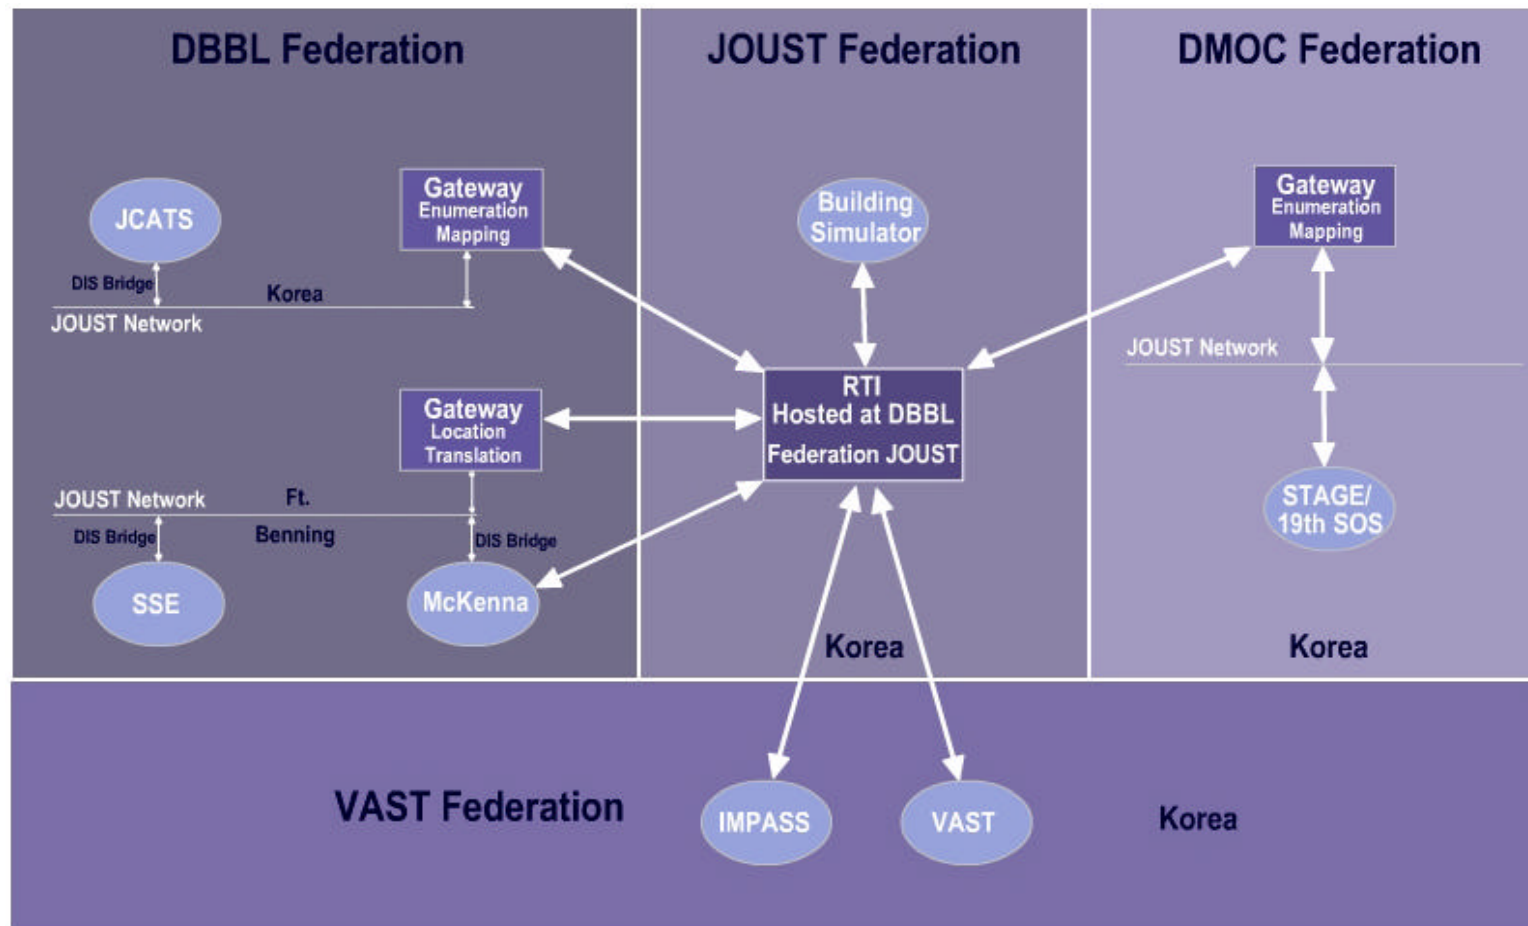 DBBL Federation
JOUST Federation
DMOC Federation
JCATS
DIS Bridge
Korea
JOUST Network
Gateway
Enumeration
Mapping
Gateway
Location
Translation
JOUST Network
Ft.
Benning
DIS Bridge
DIS Bridge
SSE
McKenna
Building
Simulator
RTI
Hosted at DBBL
Federation JOUST
Korea
Gateway
Enumeration
Mapping
JOUST Network
STAGE/
19th SOS
Korea
VAST Federation
IMPASS
VAST
Korea